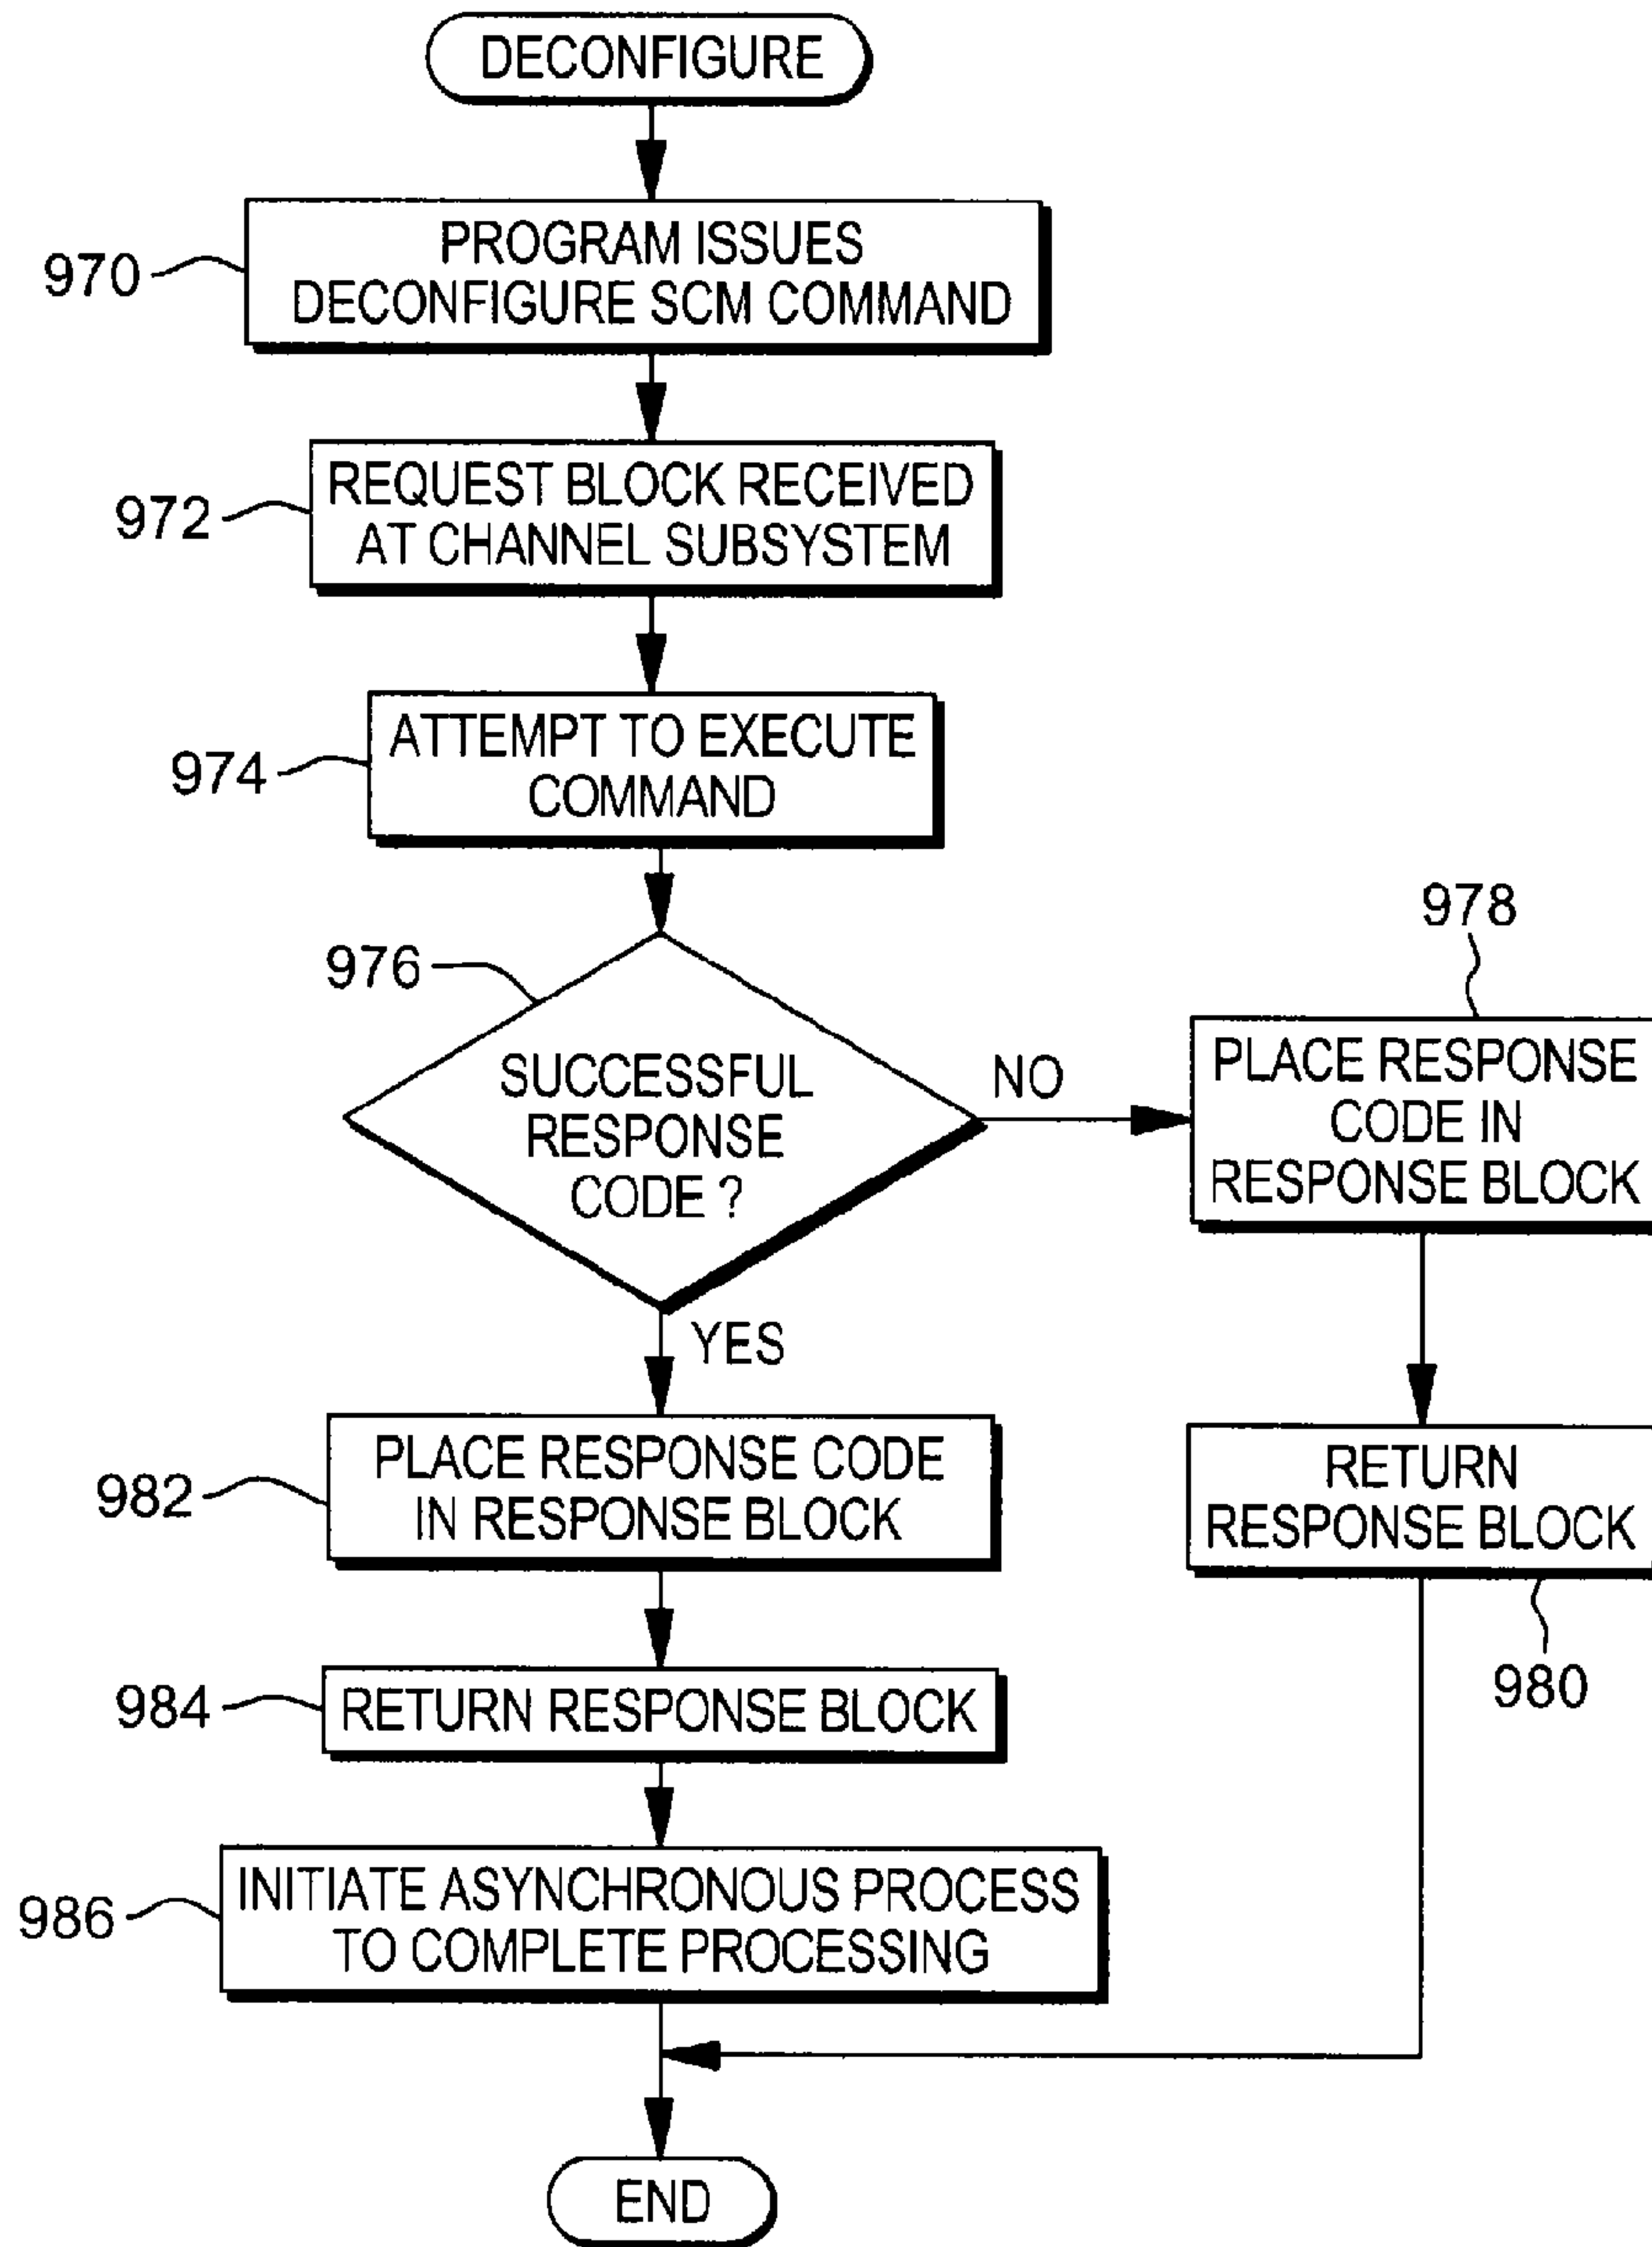 DECONFIGURE
970
PROGRAM ISSUES
DECONFIGURE SCM COMMAND
972
REQUEST BLOCK RECEIVED
AT CHANNEL SUBSYSTEM
974
ATTEMPT TO EXECUTE
COMMAND
976
SUCCESSFUL
RESPONSE
CODE ?
NO
978
PLACE RESPONSE
CODE IN
RESPONSE BLOCK
YES
982
PLACE RESPONSE CODE
IN RESPONSE BLOCK
RETURN
RESPONSE BLOCK
980
984
RETURN RESPONSE BLOCK
986
INITIATE ASYNCHRONOUS PROCESS
TO COMPLETE PROCESSING
END